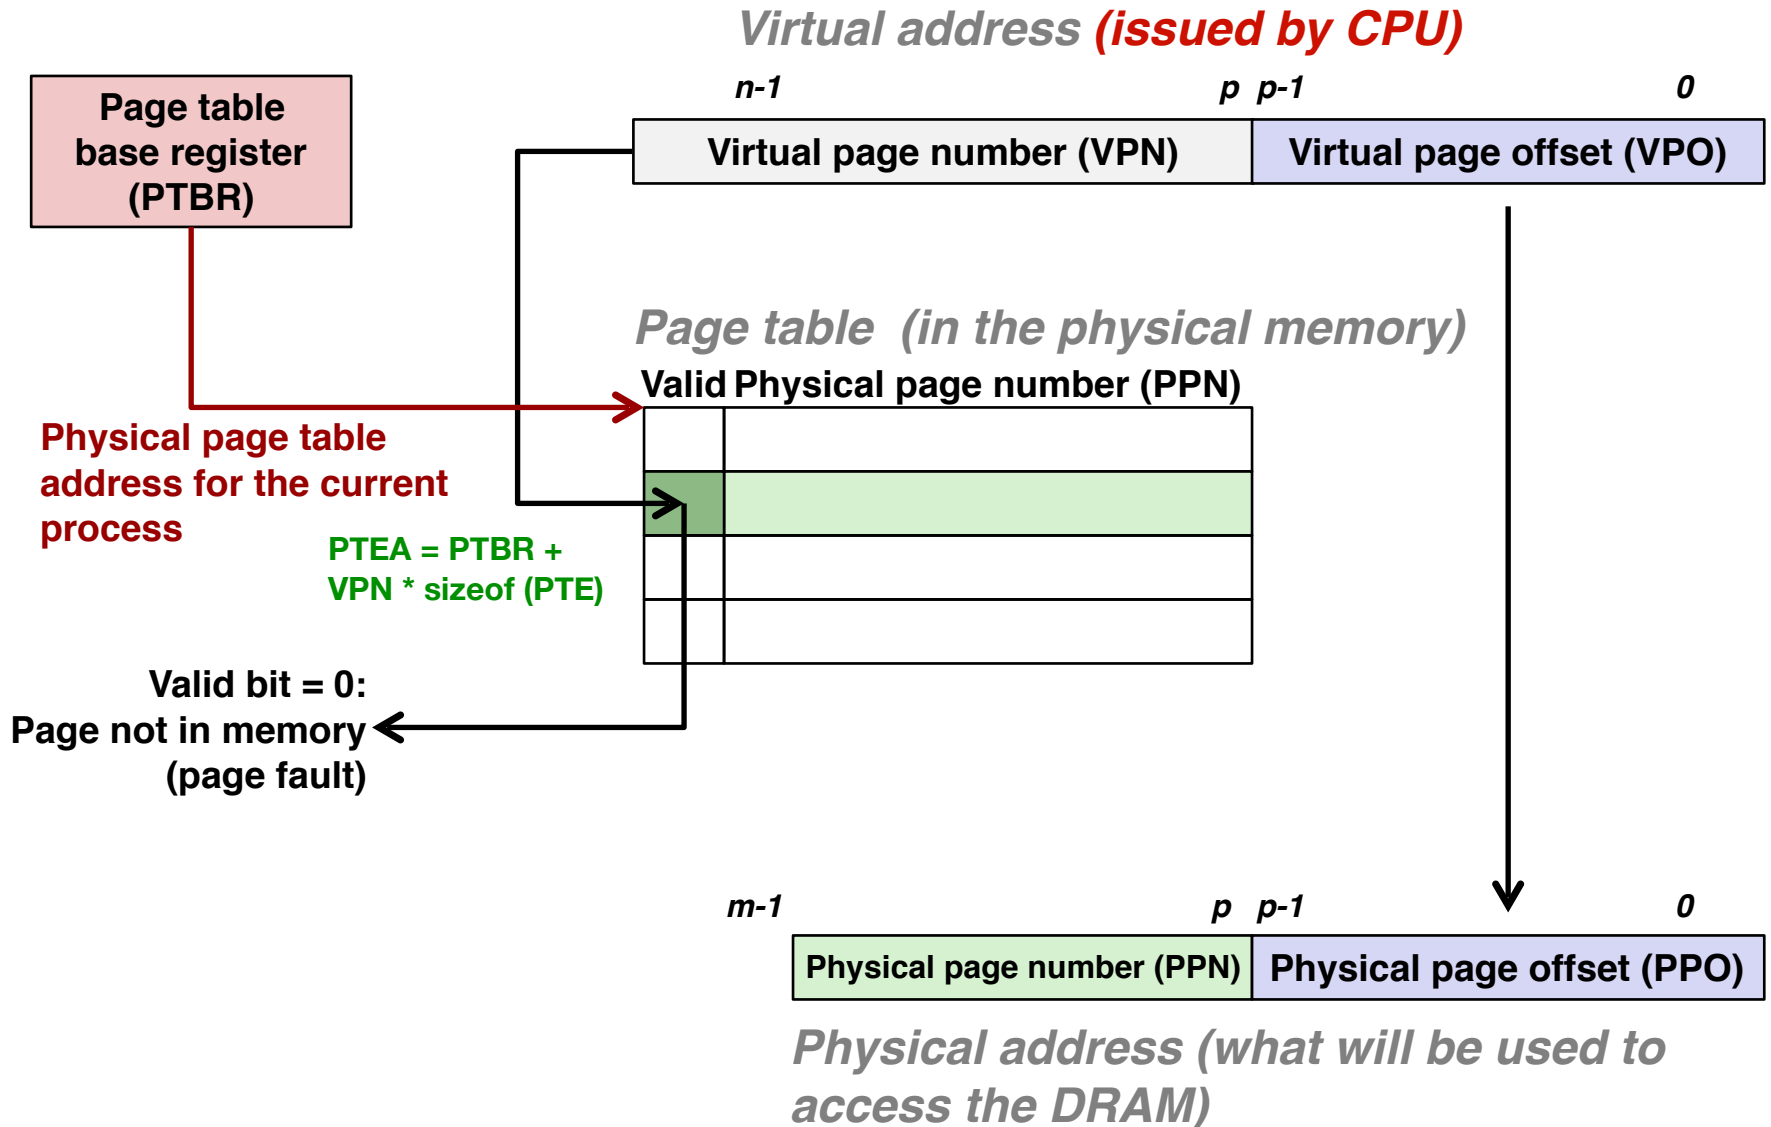 Virtual address (issued by CPU)
n-1 p p-1 0
Page table
base register
(PTBR)
Virtual page number (VPN) Virtual page offset (VPO)
Page table (in the physical memory)
Valid Physical page number (PPN)
Physical page table
address for the current
process
PTEA = PTBR +
VPN * sizeof (PTE)
Valid bit = 0:
Page not in memory
(page fault)
m-1 p p-1 0
Physical page number (PPN) Physical page offset (PPO)
Physical address (what will be used to
access the DRAM)